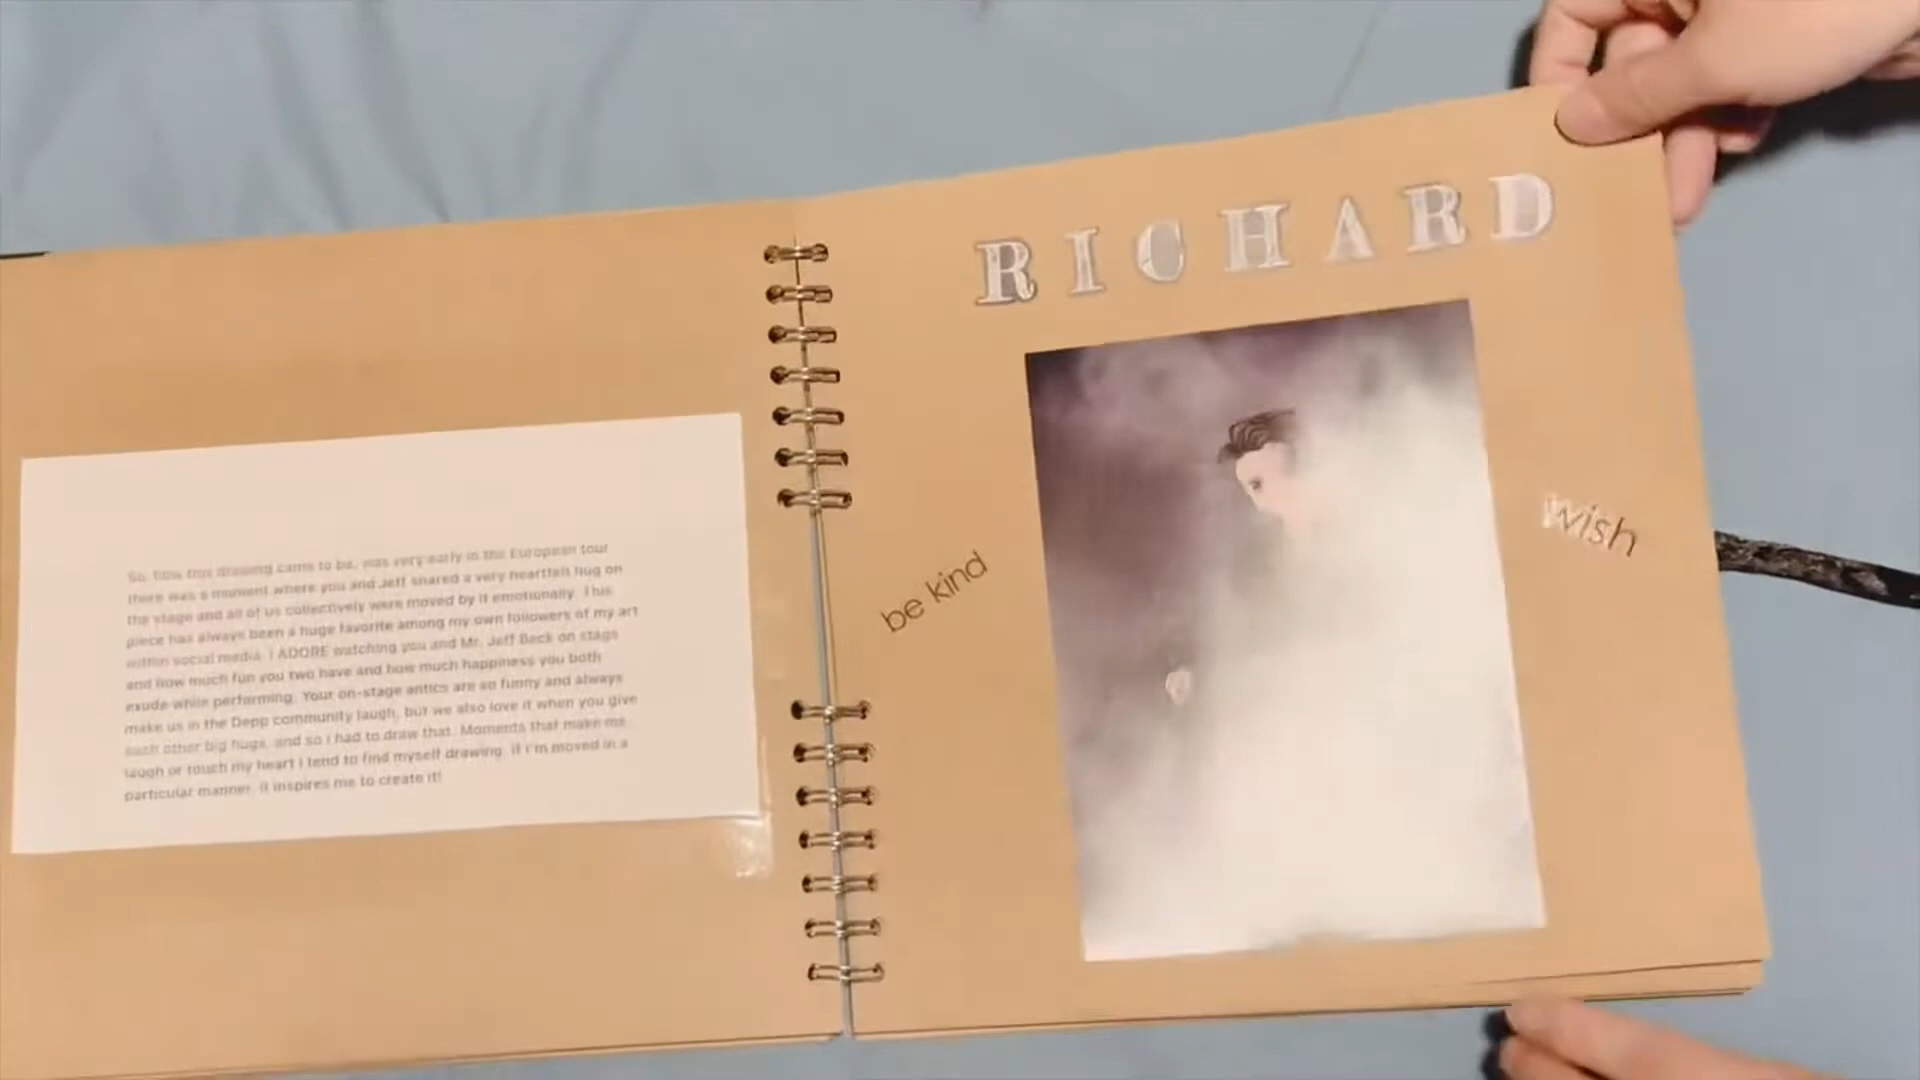 So, how this drawing came to be, was very early in the European tour
there was a moment where you and Jeff shared a very heartfelt hug on
the stage and all of us collectively were moved by it emotionally. This
piece has always been a huge favorite among my own followers of my art
within social media. I ADORE watching you and Mr. Jeff Beck on stage
and how much fun you two have and how much happiness you both
exude while performing. Your on-stage antics are so funny and always
make us in the Depp community laugh, but we also love it when you give
each other big hugs, and so I had to draw that. Moments that make me
laugh or touch my heart I tend to find myself drawing. If I'm moved in a
particular manner, it inspires me to create it!
RICHARD
be kind
wish